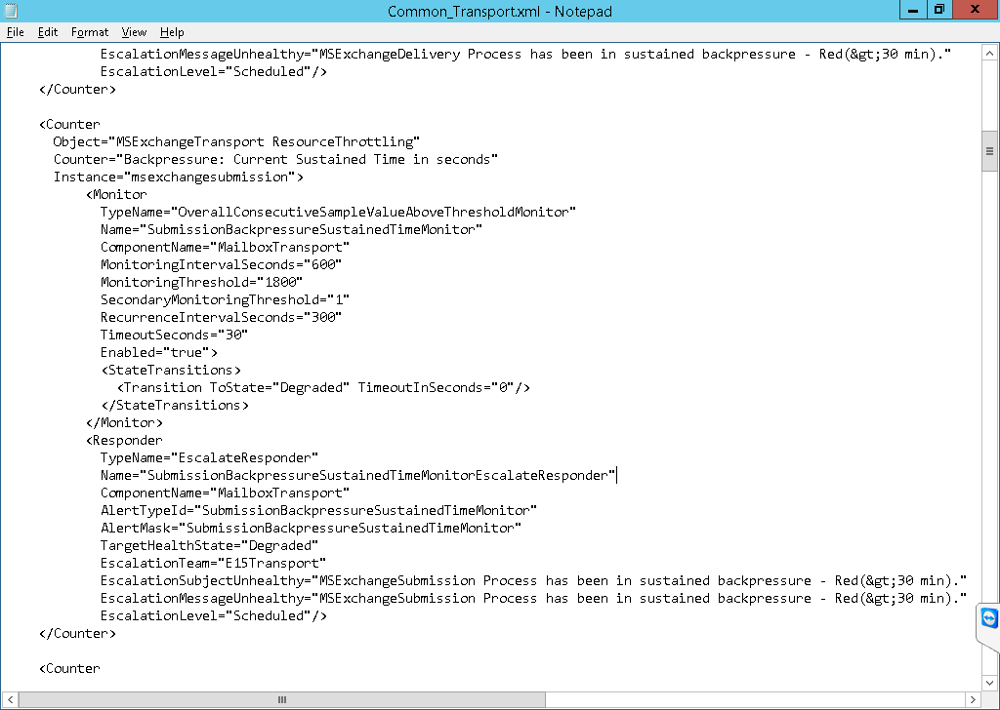 Common_Transport.xml - Notepad
File Edit Format View Help
EscalationMessageUnhealthy="MSExchangeDelivery Process has been in sustained backpressure - Red(&gt;30 min)."
EscalationLevel="Scheduled"/>
</Counter>
<Counter
Object="MSExchangeTransport ResourceThrottling"
Counter="Backpressure: Current Sustained Time in seconds"
Instance="msexchangesubmission">
<Monitor
TypeName="OverallConsecutiveSampleValueAboveThresholdMonitor"
Name="SubmissionBackpressureSustainedTimeMonitor"
ComponentName="MailboxTransport"
MonitoringIntervalSeconds="600"
MonitoringThreshold="1800"
SecondaryMonitoringThreshold="1"
RecurrenceIntervalSeconds="300"
TimeoutSeconds="30"
Enabled="true">
<StateTransitions>
<Transition ToState="Degraded" TimeoutInSeconds="0"/>
</StateTransitions>
</Monitor>
<Responder
TypeName="EscalateResponder"
Name="SubmissionBackpressureSustainedTimeMonitorEscalateResponder"
ComponentName="MailboxTransport"
AlertTypeId="SubmissionBackpressureSustainedTimeMonitor"
AlertMask="SubmissionBackpressureSustainedTimeMonitor"
TargetHealthState="Degraded"
EscalationTeam="E15Transport"
EscalationSubjectUnhealthy="MSExchangeSubmission Process has been in sustained backpressure - Red(&gt;30 min)."
EscalationMessageUnhealthy="MSExchangeSubmission Process has been in sustained backpressure - Red(&gt;30 min)."
EscalationLevel="Scheduled"/>
</Counter>
<Counter